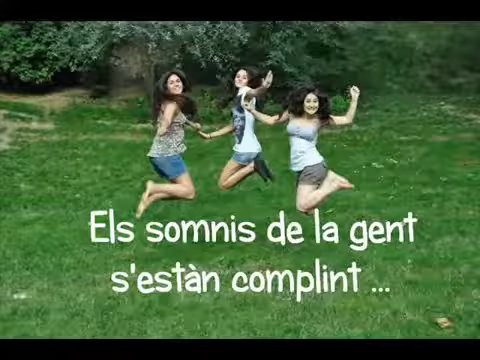 Els somnis de la gent
s'estàn complint ...